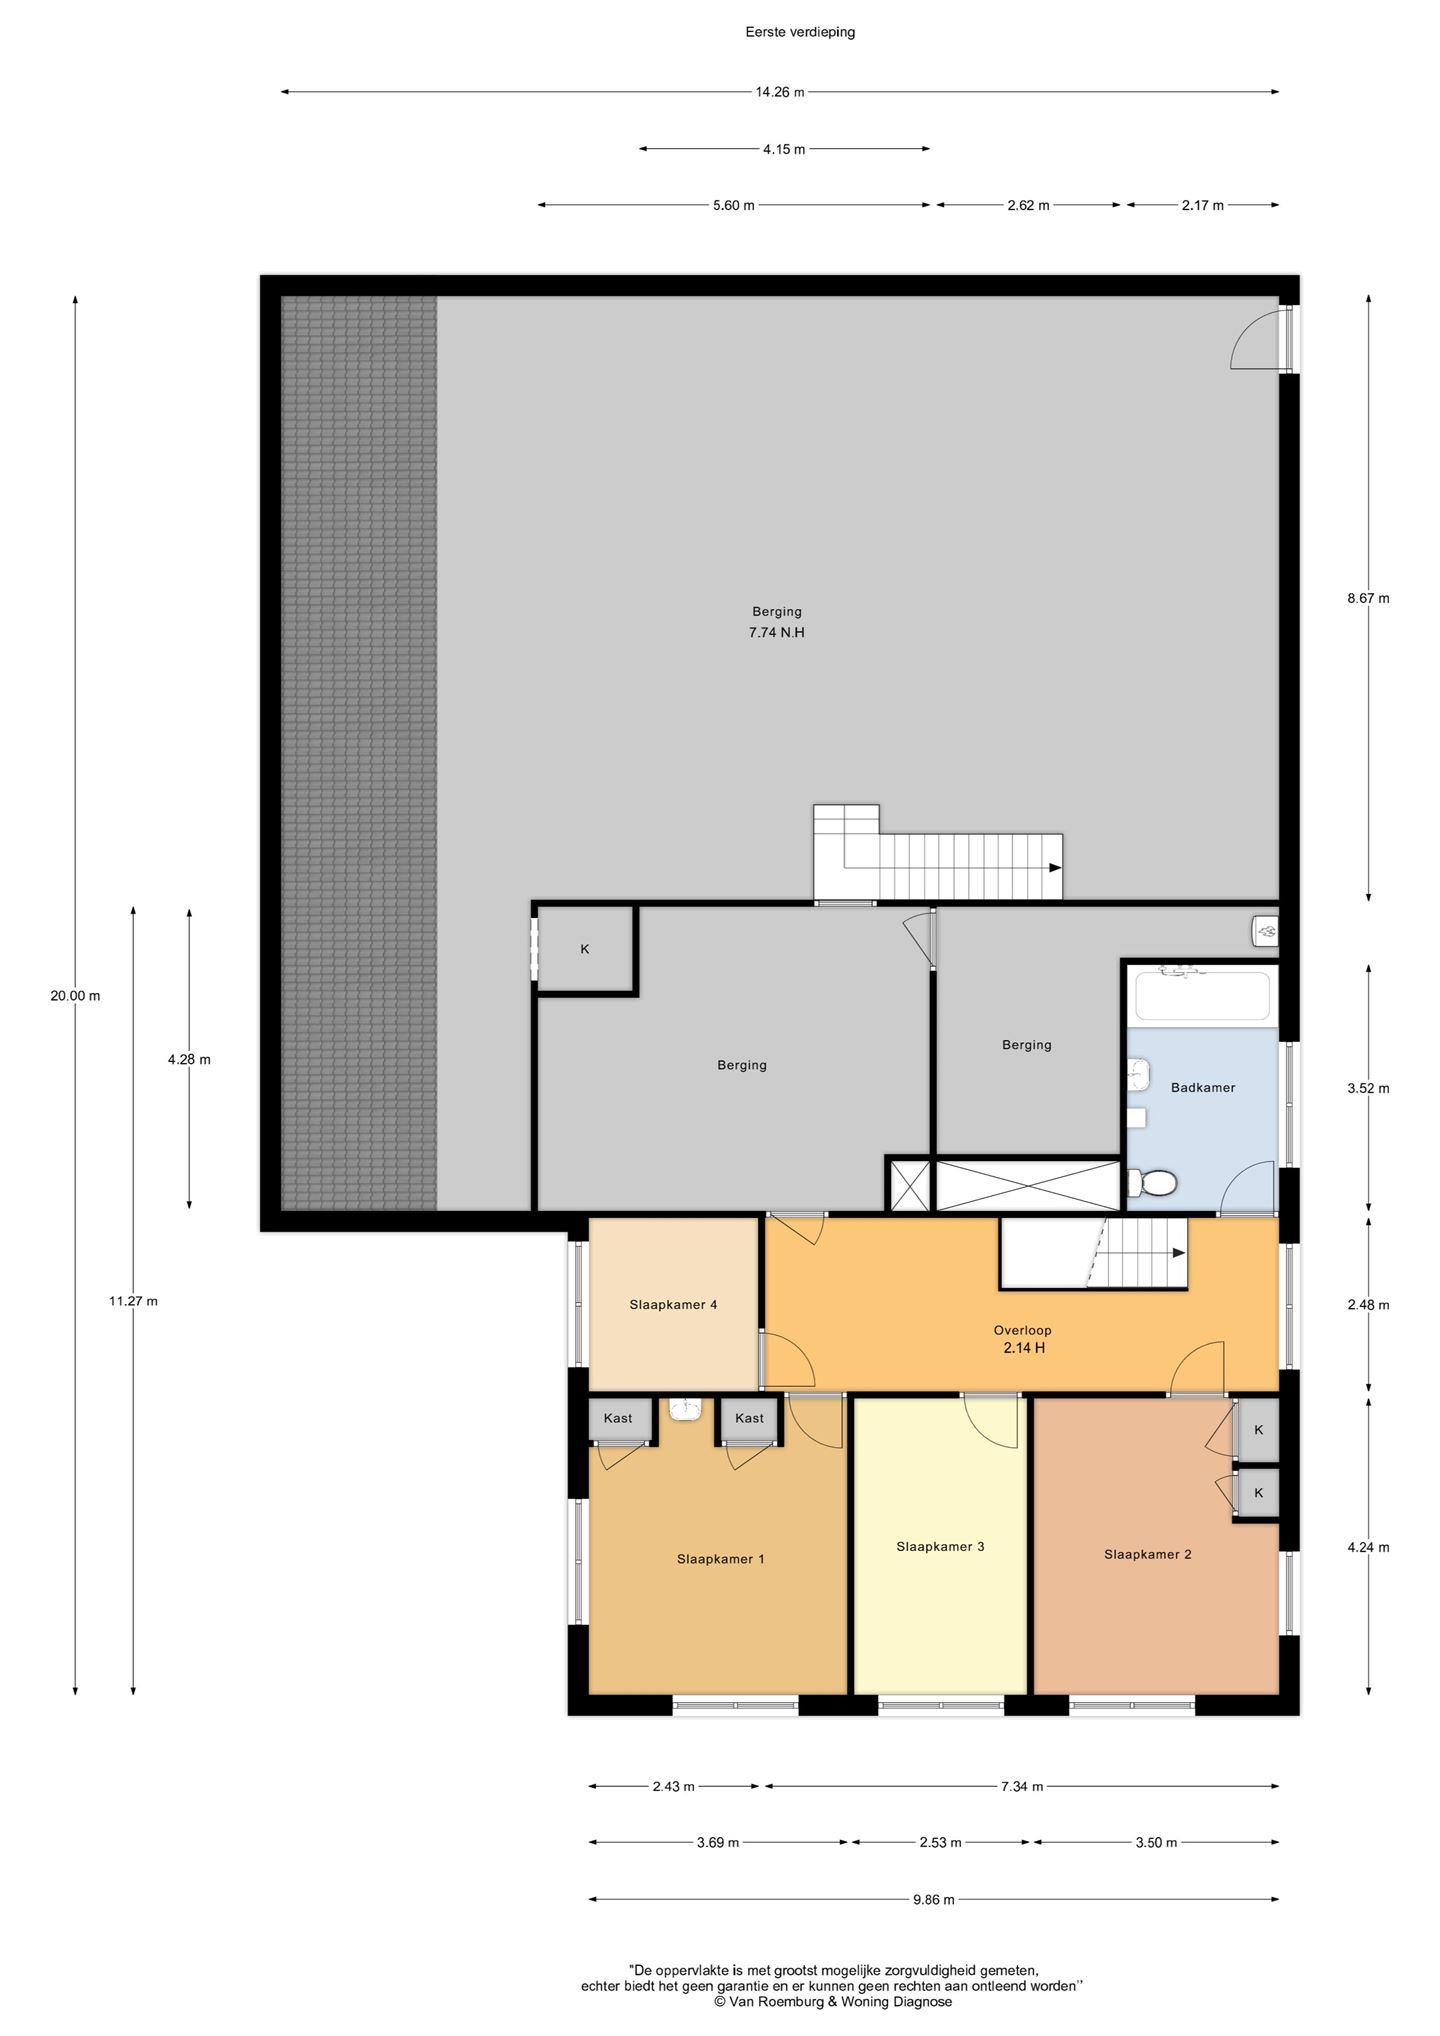 Eerste verdieping
14.26 m
4.15 m
5.60 m
2.62 m
2.17 m
8.67 m
Berging
7.74 N.H
K
20.00 m
4.28 m
Berging
Berging
Badkamer
3.52 m
11.27 m
Slaapkamer 4
Overloop
2.14 H
2.48 m
Kast
Kast
K
K
Slaapkamer 1
Slaapkamer 3
Slaapkamer 2
4.24 m
2.43 m
7.34 m
3.69 m
2.53 m
3.50 m
9.86 m
"De oppervlakte is met grootst mogelijke zorgvuldigheid gemeten,
echter biedt het geen garantie en er kunnen geen rechten aan ontleend worden''
© Van Roemburg & Woning Diagnose